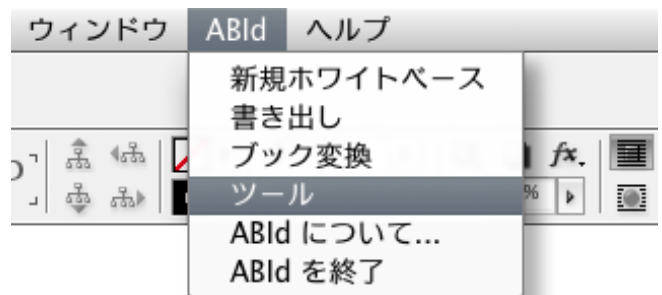 ウィンドウ ABId ヘルプ
新規ホワイトベース
書き出し
ブック変換
fx.
ツール
%
ABId について...
ABId を終了